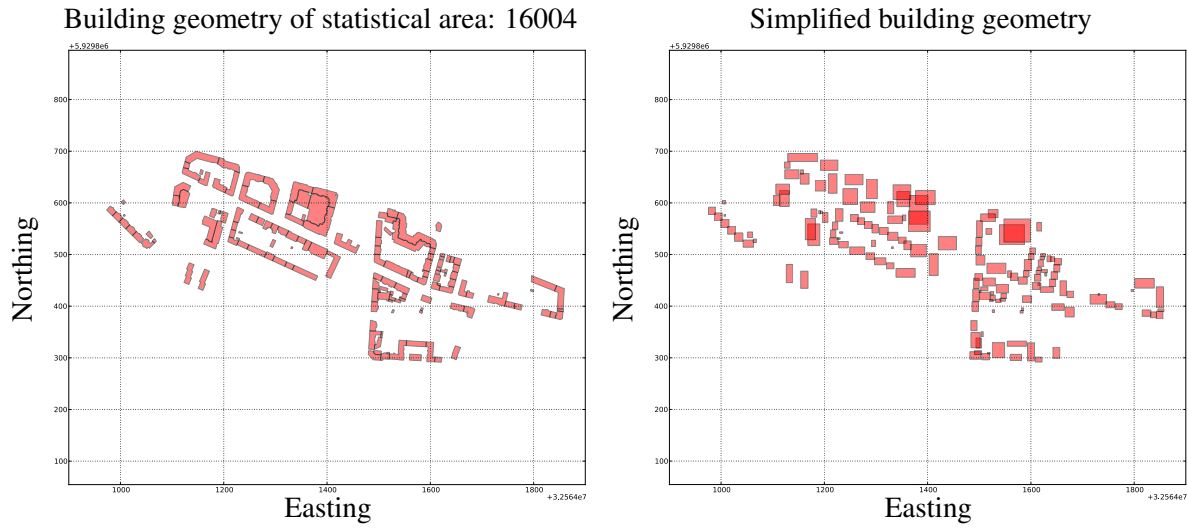 Building geometry of statistical area: 16004
+5.9298e6
800
700
600
500
400
300
200
100
1000
1200
1400
1600
1800
+3.2564e7
Northing
Easting
Simplified building geometry
+5.9298e6
800
700
600
500
400
300
200
100
1000
1200
1400
1600
1800
+3.2564e7
Northing
Easting